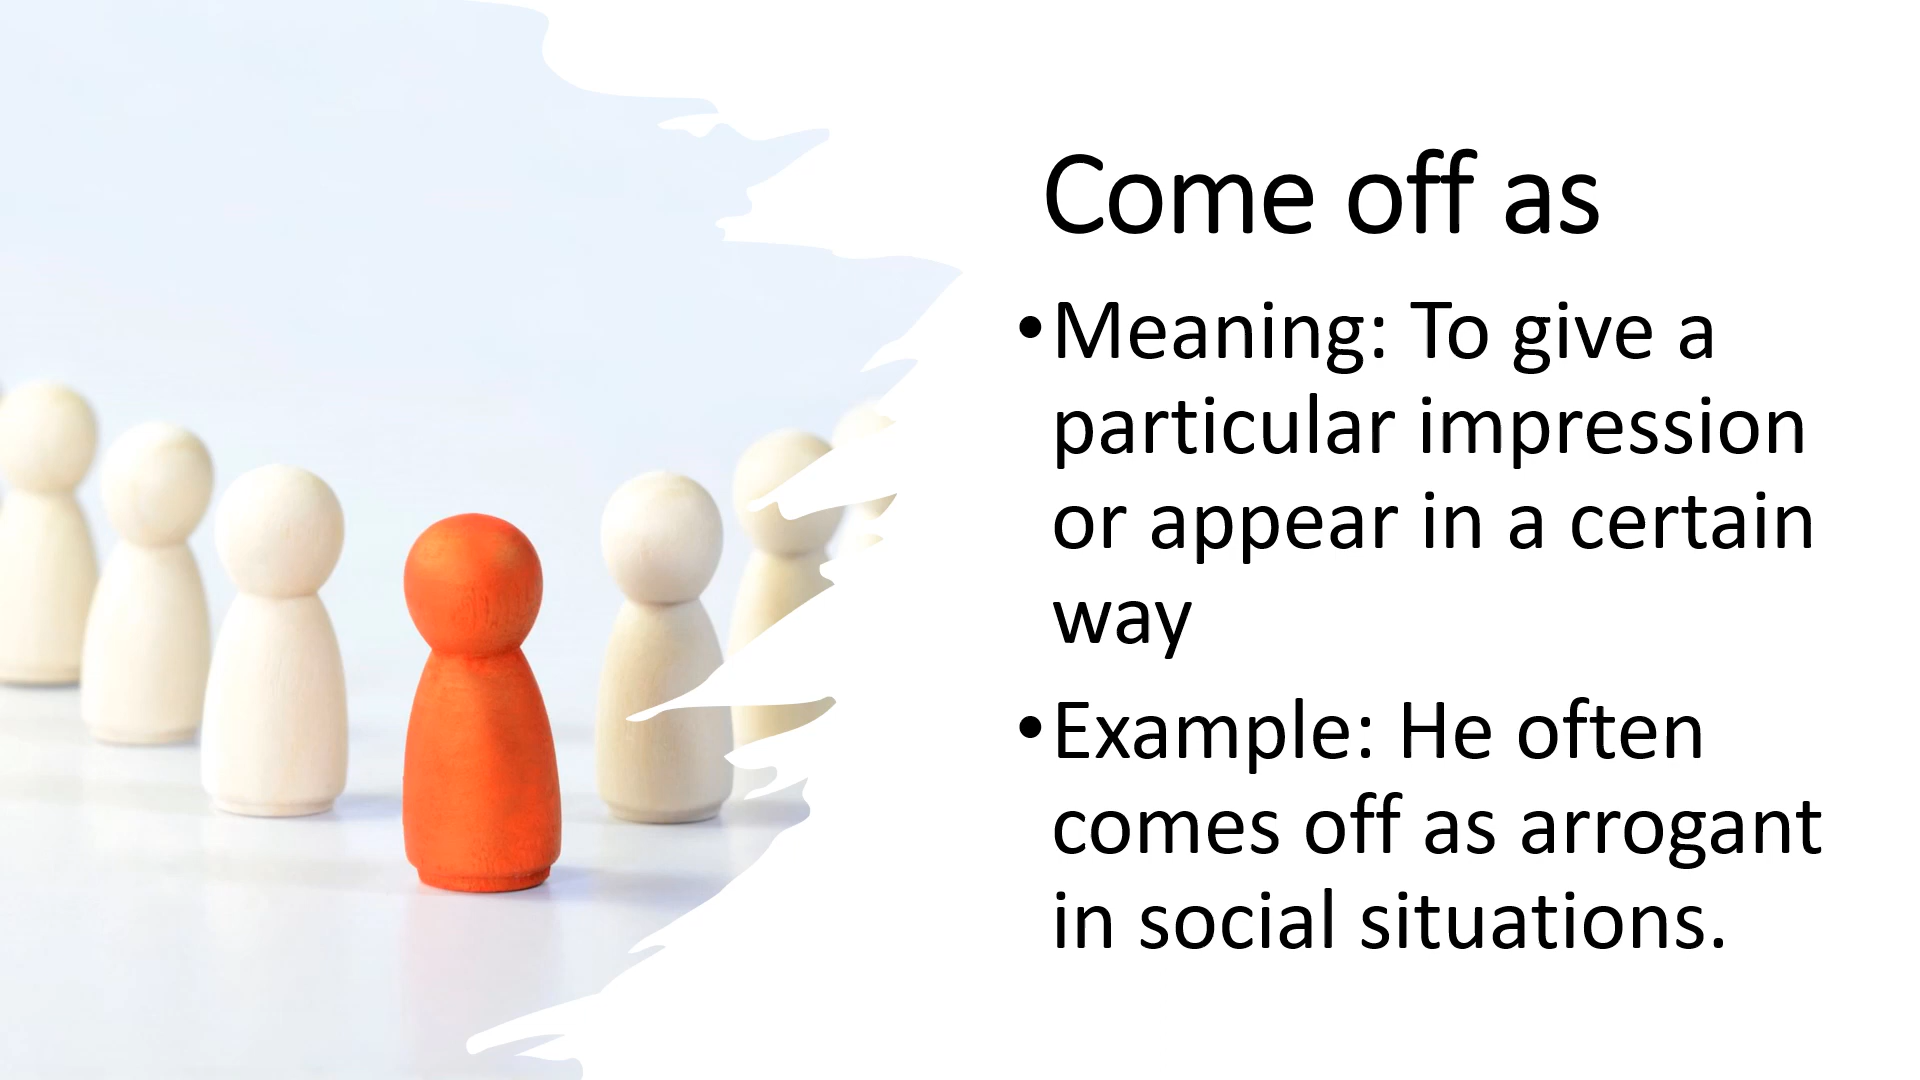 Come off as
•Meaning: To give a
particular impression
or appear in a certain
way
•Example: He often
comes off as arrogant
in social situations.